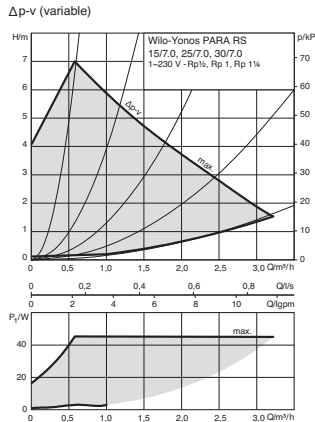 Δp-v (variable)
H/m
p/kPa
Wilo-Yonos PARA RS
15/7.0, 25/7.0, 30/7.0
1~230 V - Rp½, Rp 1, Rp 1¼
7
6
5
4
3
2
1
0
70
60
50
40
30
20
10
0
Δp-v
max.
0 0,5 1,0 1,5 2,0 2,5 3,0 Q/m³/h
0 0,2 0,4 0,6 0,8 Q/l/s
0 2 4 6 8 10 Q/Igpm
P₁/W
max.
40
20
0
0 0,5 1,0 1,5 2,0 2,5 3,0 Q/m³/h